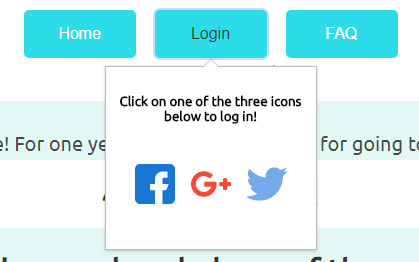 Home
Login
FAQ
Click on one of the three icons
below to log in!
e! For one ye
for going to